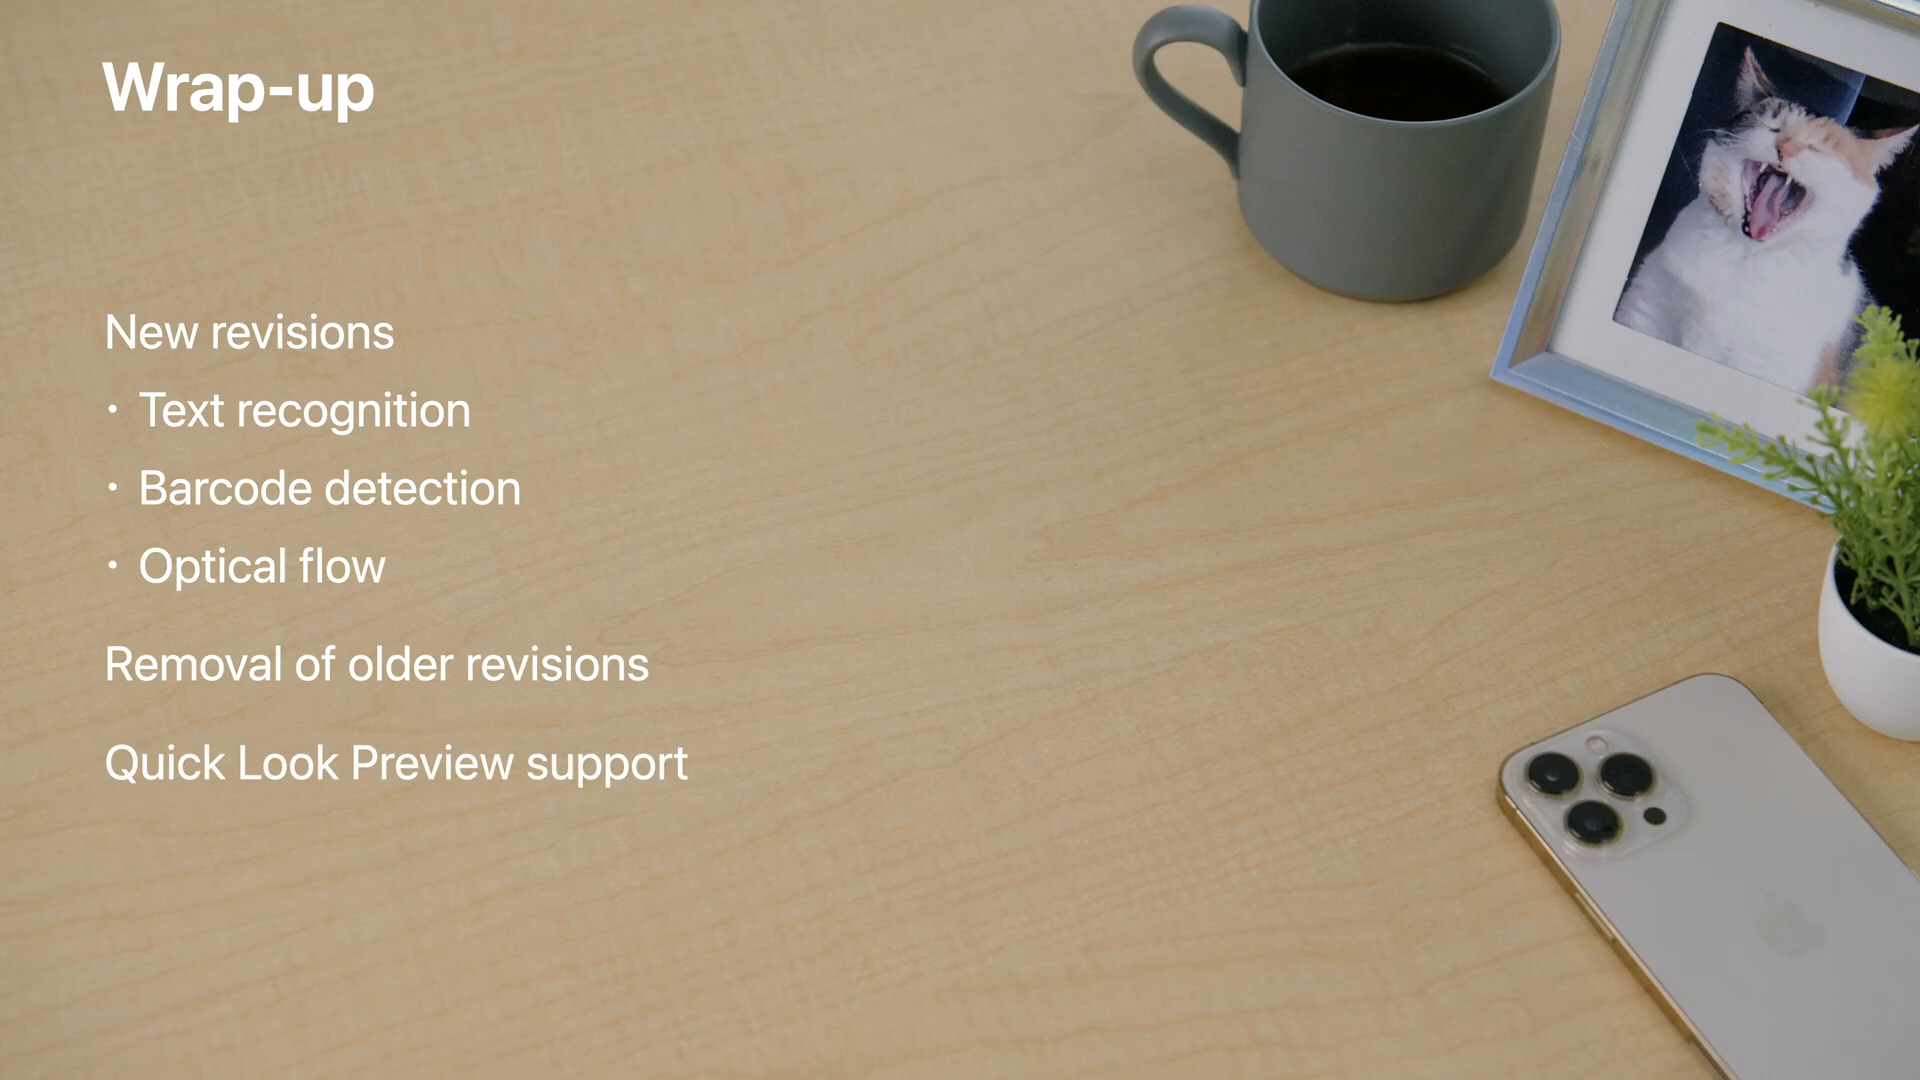 Wrap-up
New revisions
• Text recognition
• Barcode detection
• Optical flow
Removal of older revisions
Quick Look Preview support